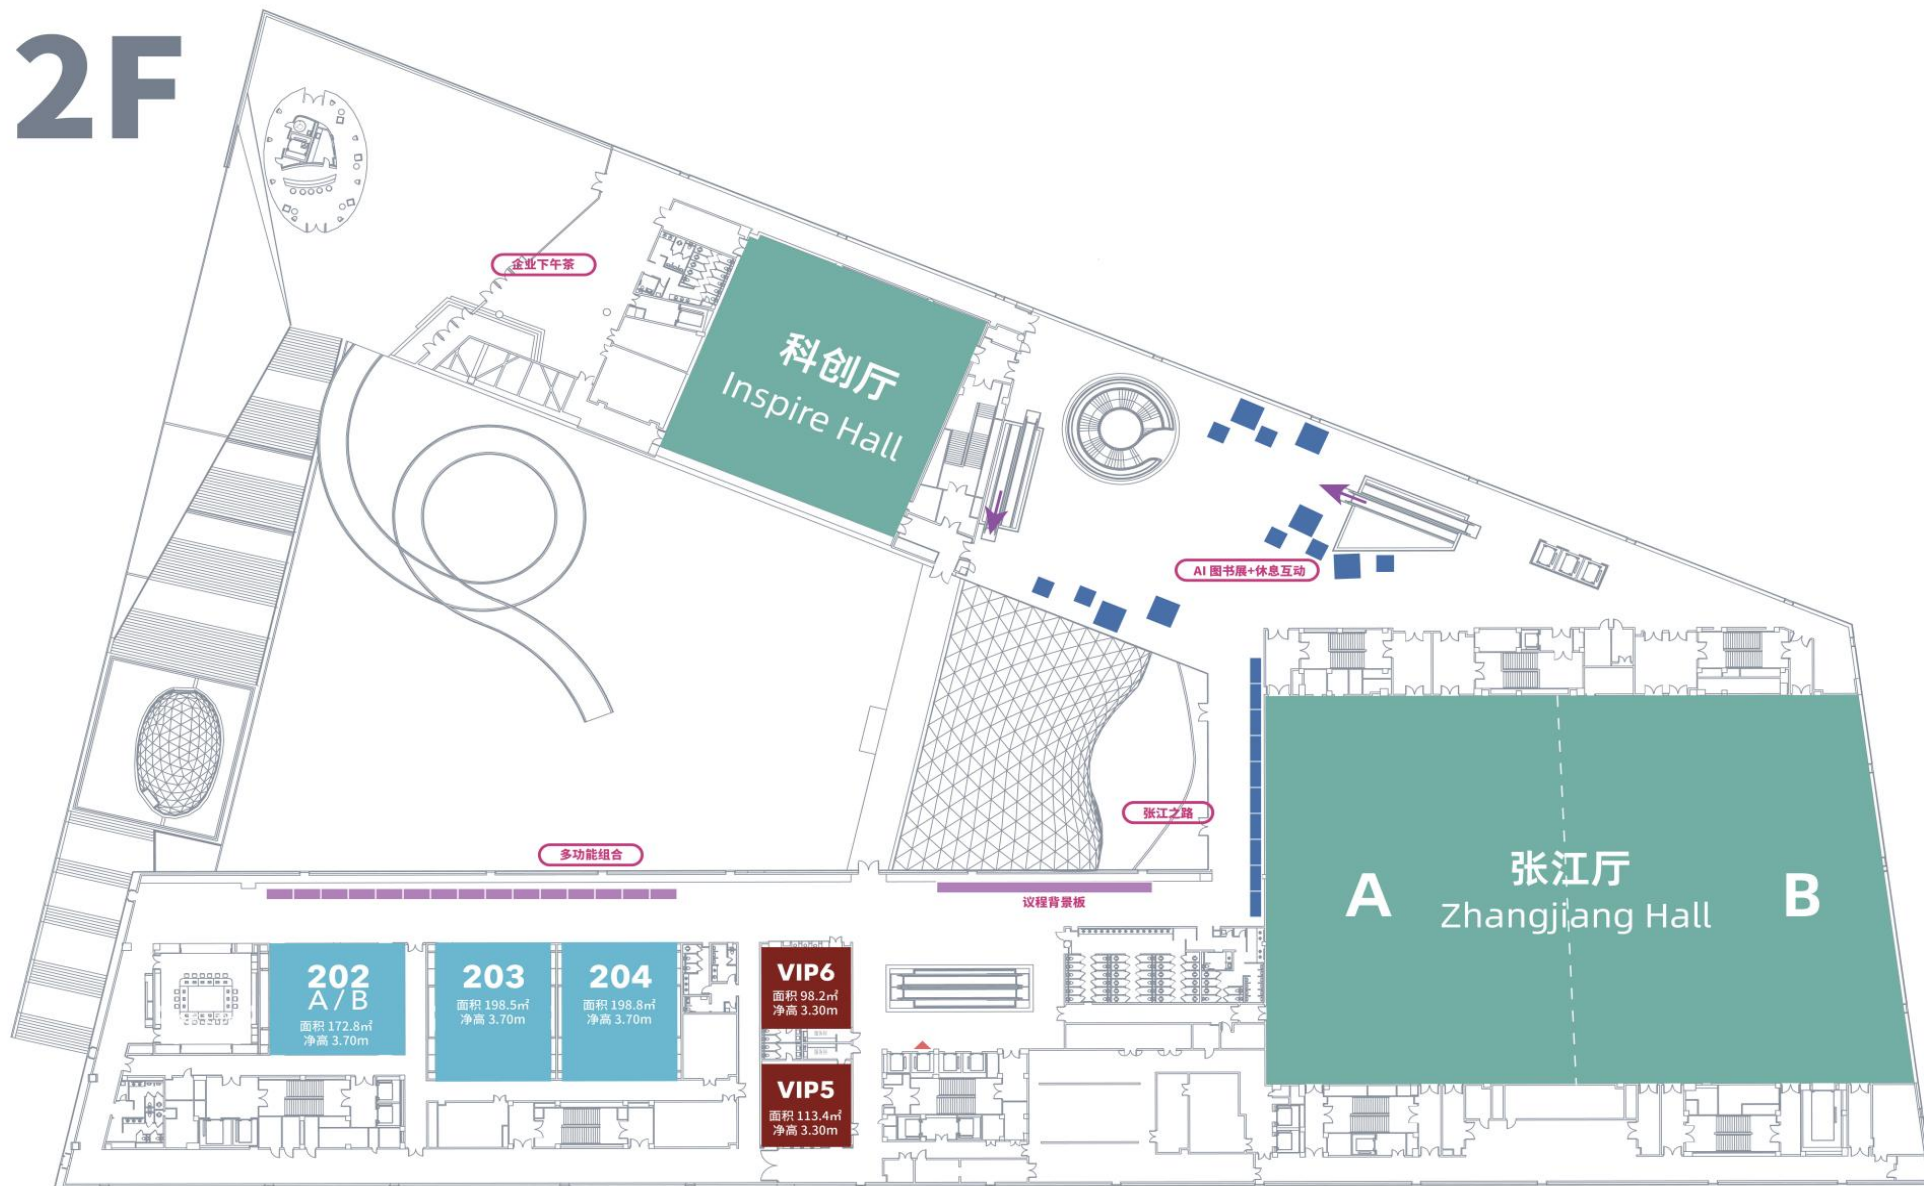 2F
企业下午茶
科创厅
Inspire Hall
AI 图书展+休息互动
张江之路
多功能组合
议程背景板
张江厅
Zhangjiang Hall
A
B
202
A / B
面积 172.8㎡
净高 3.70m
203
面积 198.5㎡
净高 3.70m
204
面积 198.8㎡
净高 3.70m
VIP6
面积 98.2㎡
净高 3.30m
VIP5
面积 113.4㎡
净高 3.30m